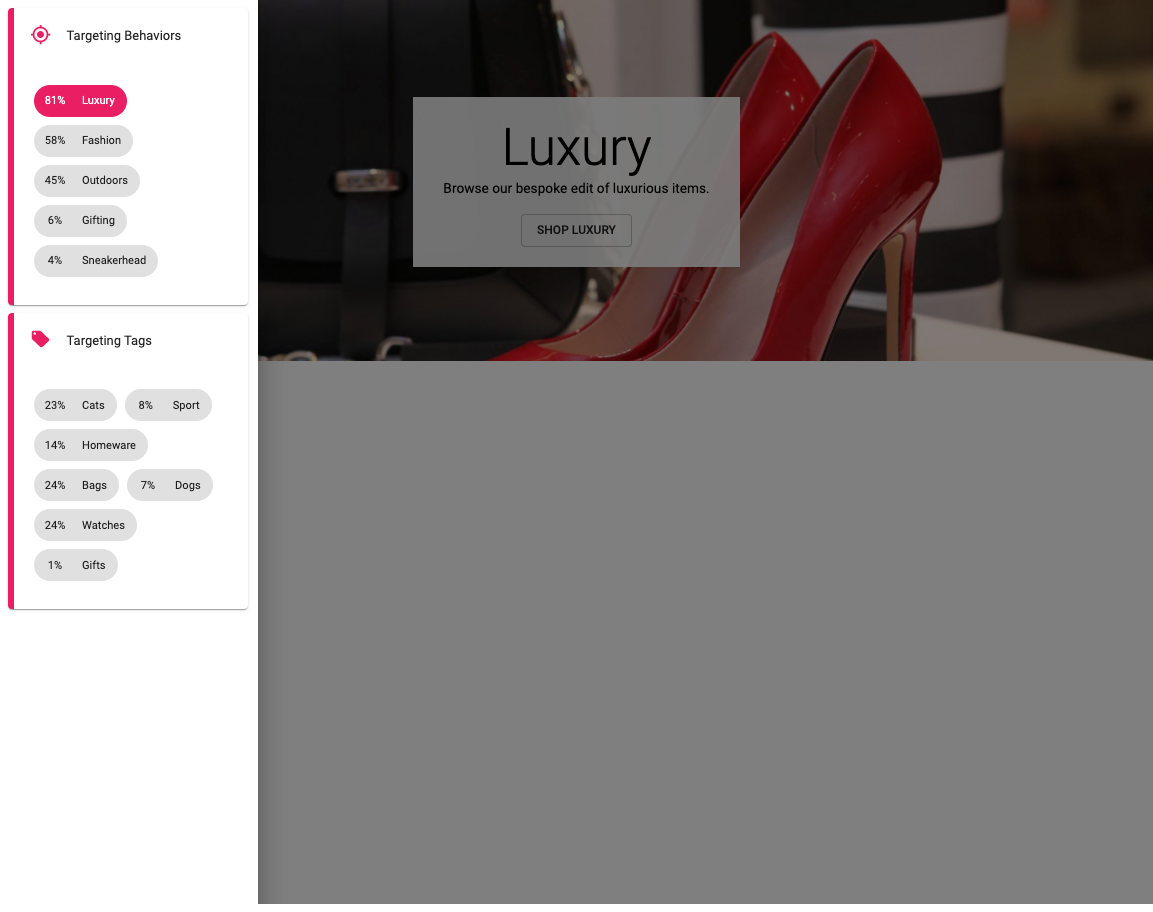 Targeting Behaviors
81% Luxury
58% Fashion
45% Outdoors
6% Gifting
4% Sneakerhead
Targeting Tags
23% Cats 8% Sport
14% Homeware
24% Bags 7% Dogs
24% Watches
1% Gifts
Luxury
Browse our bespoke edit of luxurious items.
SHOP LUXURY